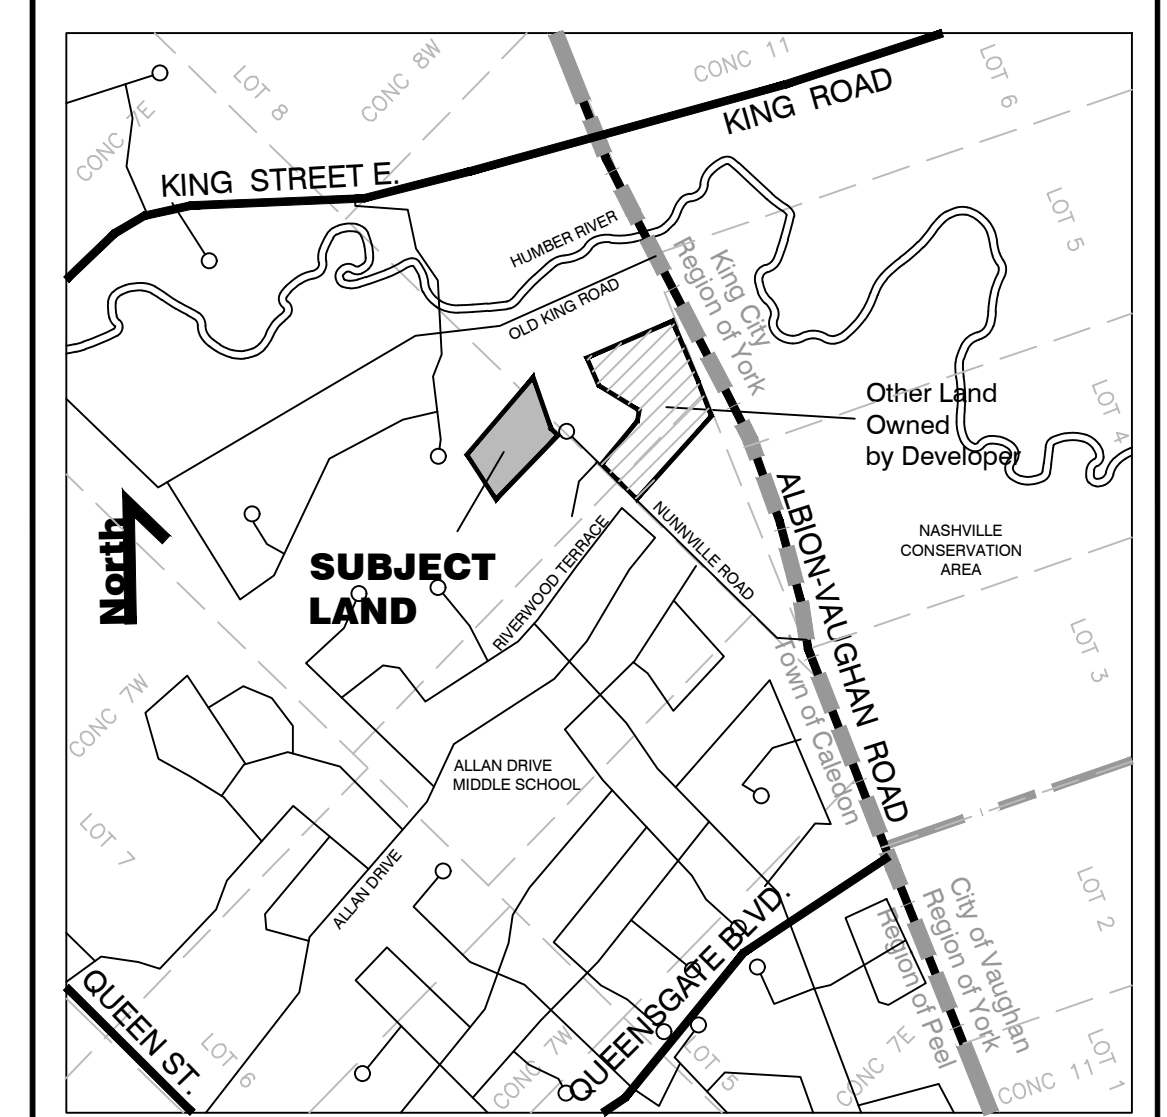 CONC 8W
CONC 11
LOT 6
LOT 8
CONC 7E
KING ROAD
KING STREET E.
LOT 5
HUMBER RIVER
King City
Region of York
OLD KING ROAD
Other Land
Owned
by Developer
LOT 4
ALBION-VAUGHAN ROAD
NUNNVILLE ROAD
NASHVILLE
CONSERVATION
AREA
North
SUBJECT
LAND
RIVERWOOD TERRACE
LOT 3
Town of Caledon
CONC 7W
ALLAN DRIVE
MIDDLE SCHOOL
LOT 7
ALLAN DRIVE
LOT 2
QUEENSGATE BLVD.
City of Vaughan
Region of York
Region of Peel
QUEEN ST.
LOT 6
CONC 7W
LOT 5
CONC 7E
CONC 11
LOT 1